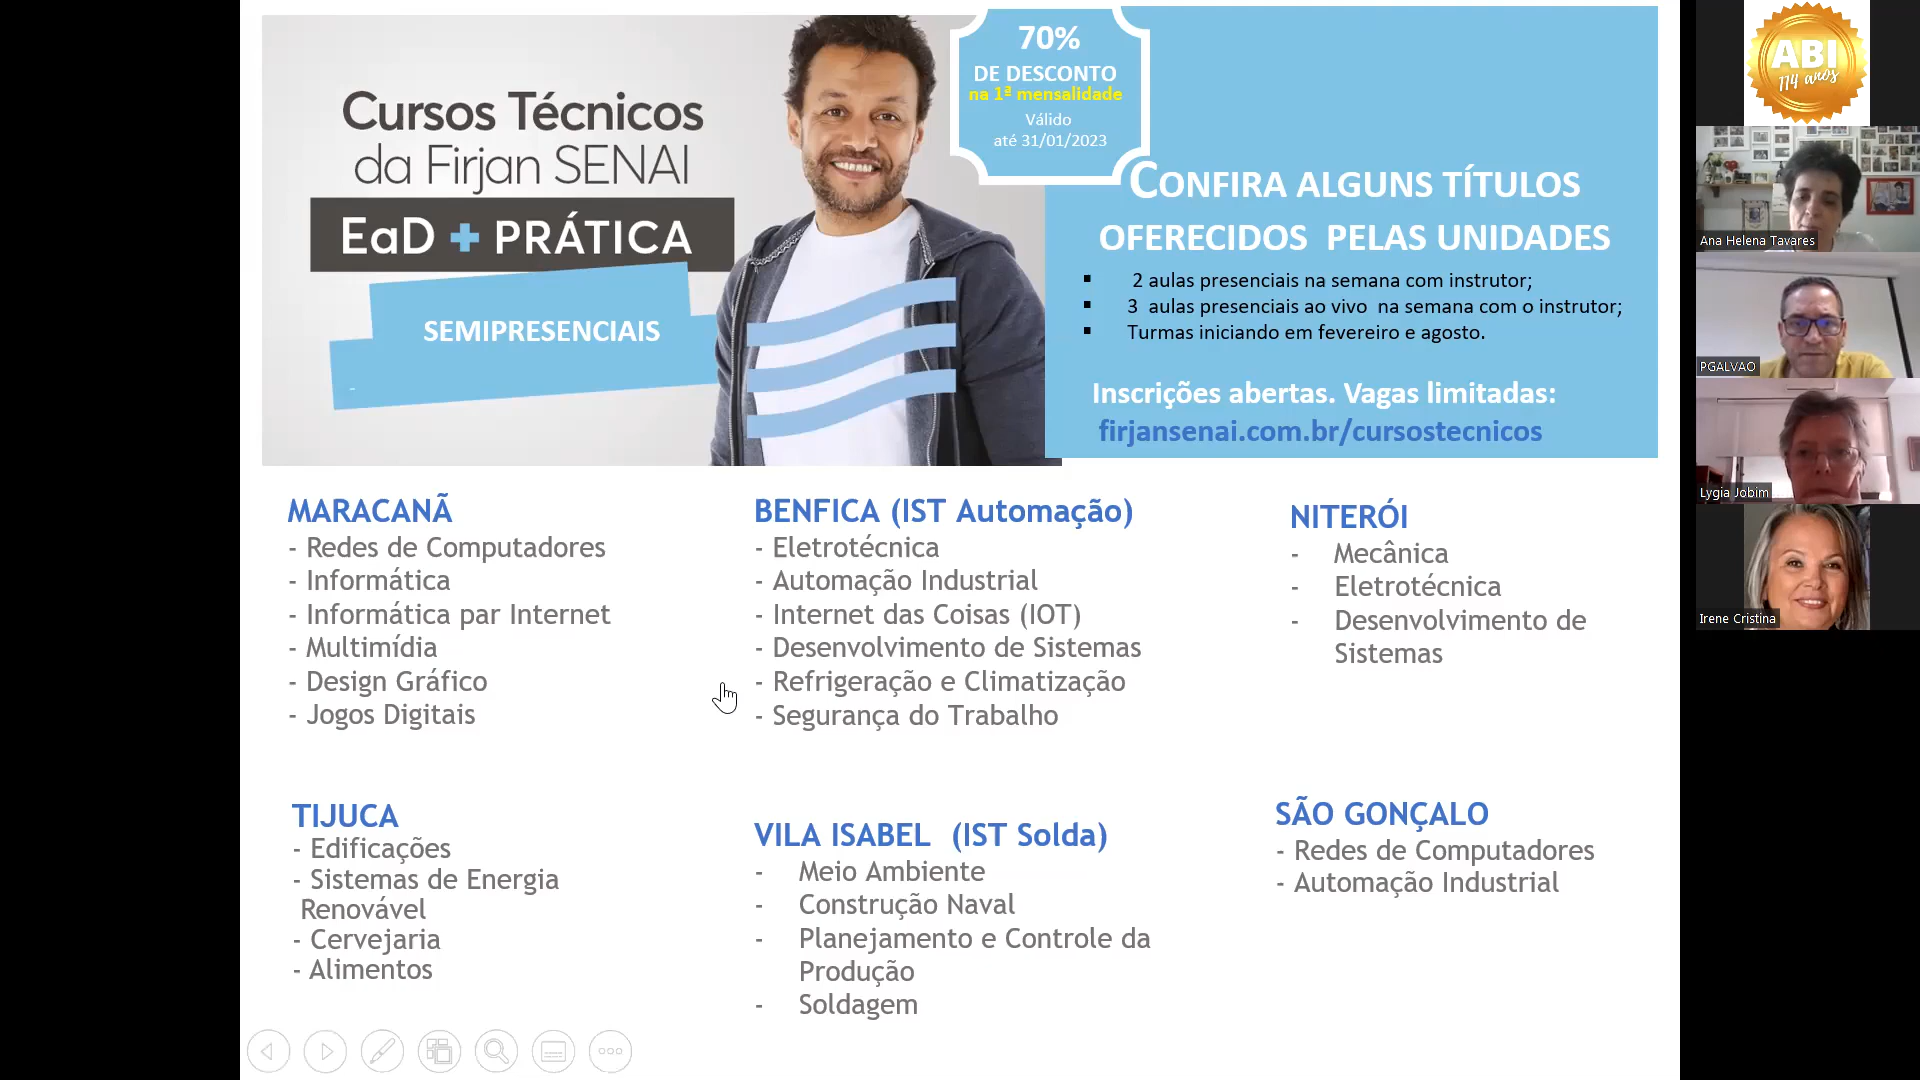 Cursos Técnicos
da Firjan SENAI
EaD + PRÁTICA
SEMIPRESENCIAIS
-
70%
DE DESCONTO
na 1ª mensalidade
Válido
até 31/01/2023
CONFIRA ALGUNS TÍTULOS
OFERECIDOS PELAS UNIDADES
▪ 2 aulas presenciais na semana com instrutor;
▪ 3 aulas presenciais ao vivo na semana com o instrutor;
▪ Turmas iniciando em fevereiro e agosto.
Inscrições abertas. Vagas limitadas:
firjansenai.com.br/cursostecnicos
MARACANÃ
- Redes de Computadores
- Informática
- Informática par Internet
- Multimídia
- Design Gráfico
- Jogos Digitais
BENFICA (IST Automação)
- Eletrotécnica
- Automação Industrial
- Internet das Coisas (IOT)
- Desenvolvimento de Sistemas
- Refrigeração e Climatização
- Segurança do Trabalho
NITERÓI
- Mecânica
- Eletrotécnica
- Desenvolvimento de
Sistemas
TIJUCA
- Edificações
- Sistemas de Energia
Renovável
- Cervejaria
- Alimentos
VILA ISABEL (IST Solda)
- Meio Ambiente
- Construção Naval
- Planejamento e Controle da
Produção
- Soldagem
SÃO GONÇALO
- Redes de Computadores
- Automação Industrial
ABI
114 anos
Ana Helena Tavares
PGALVAO
Lygia Jobim
Irene Cristina